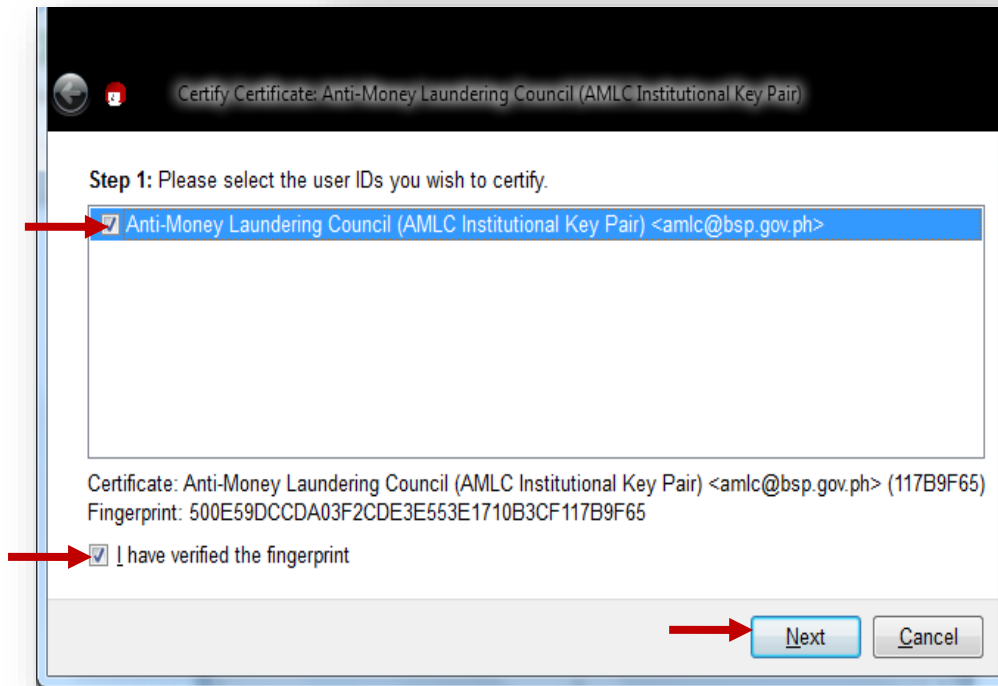 Certify Certificate: Anti-Money Laundering Council (AMLC Institutional Key Pair)
Step 1: Please select the user IDs you wish to certify.
Anti-Money Laundering Council (AMLC Institutional Key Pair) <amlc@bsp.gov.ph>
Certificate: Anti-Money Laundering Council (AMLC Institutional Key Pair) <amlc@bsp.gov.ph> (117B9F65)
Fingerprint: 500E59DCCDA03F2CDE3E553E1710B3CF117B9F65
I have verified the fingerprint
Next
Cancel